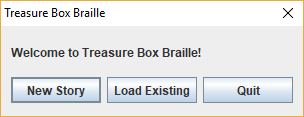 Treasure Box Braille
Welcome to Treasure Box Braille!
New Story Load Existing Quit